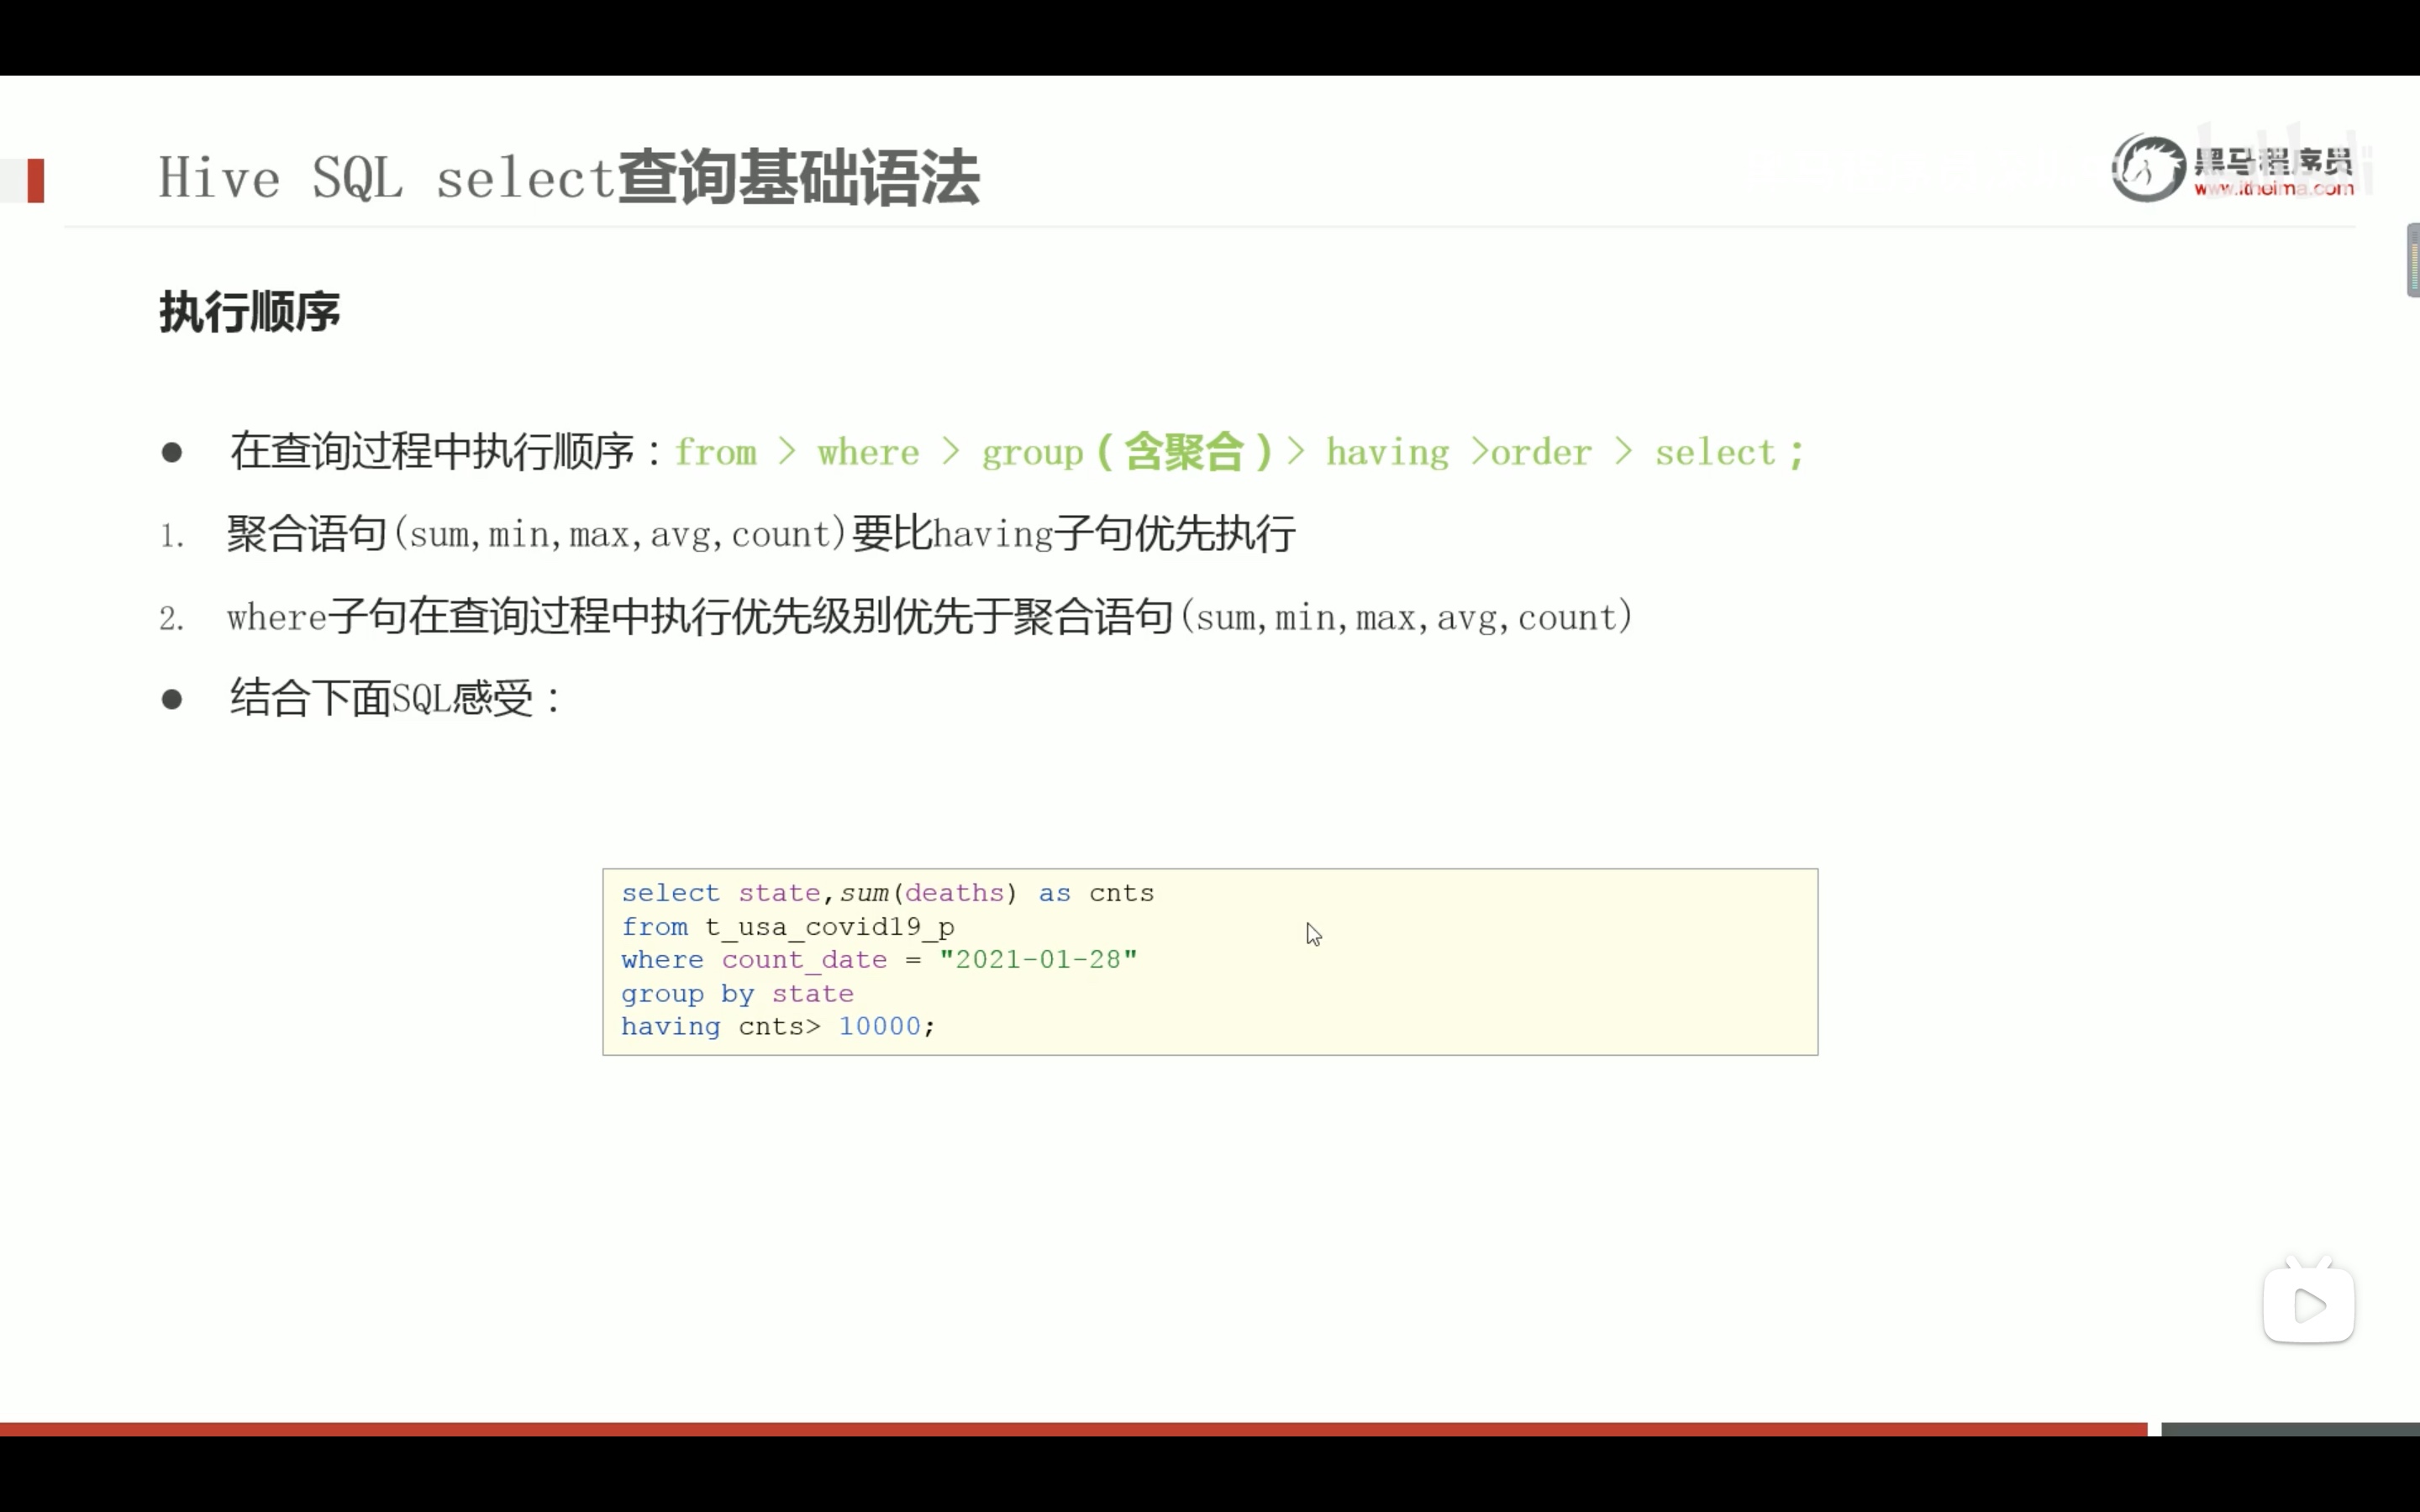 Hive SQL select查询基础语法
黑马程序员
www.itheima.com
执行顺序
● 在查询过程中执行顺序：from > where > group（含聚合）> having >order > select；
1. 聚合语句(sum,min,max,avg,count)要比having子句优先执行
2. where子句在查询过程中执行优先级别优先于聚合语句(sum,min,max,avg,count)
● 结合下面SQL感受：
select state,sum(deaths) as cnts
from t_usa_covid19_p
where count_date = "2021-01-28"
group by state
having cnts> 10000;